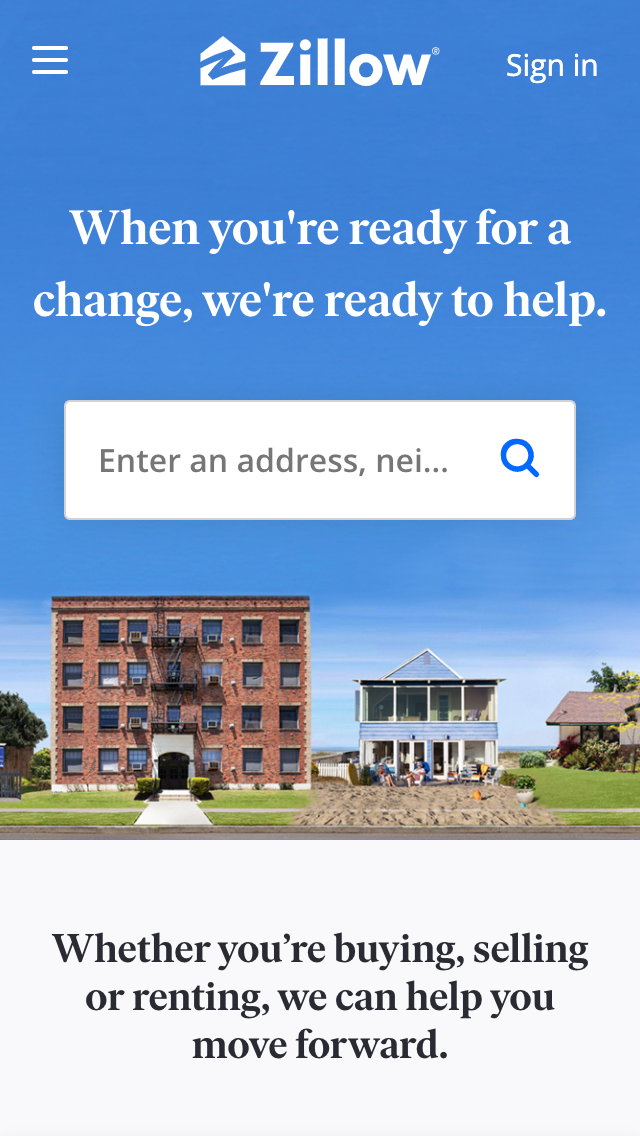 Zillow®
Sign in
When you're ready for a
change, we're ready to help.
Enter an address, nei...
Whether you’re buying, selling
or renting, we can help you
move forward.